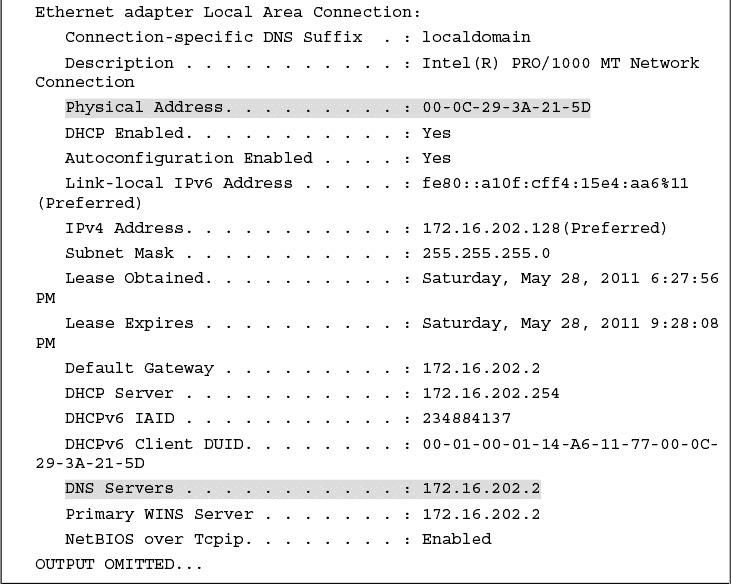 Ethernet adapter Local Area Connection:
Connection-specific DNS Suffix . : localdomain
Description . . . . . . . . . . . : Intel(R) PRO/1000 MT Network
Connection
Physical Address. . . . . . . . . : 00-0C-29-3A-21-5D
DHCP Enabled. . . . . . . . . . . : Yes
Autoconfiguration Enabled . . . . : Yes
Link-local IPv6 Address . . . . . : fe80::a10f:cff4:15e4:aa6%11
(Preferred)
IPv4 Address. . . . . . . . . . . : 172.16.202.128(Preferred)
Subnet Mask . . . . . . . . . . . : 255.255.255.0
Lease Obtained. . . . . . . . . . : Saturday, May 28, 2011 6:27:56
PM
Lease Expires . . . . . . . . . . : Saturday, May 28, 2011 9:28:08
PM
Default Gateway . . . . . . . . . : 172.16.202.2
DHCP Server . . . . . . . . . . . : 172.16.202.254
DHCPv6 IAID . . . . . . . . . . . : 234884137
DHCPv6 Client DUID. . . . . . . . : 00-01-00-01-14-A6-11-77-00-0C-
29-3A-21-5D
DNS Servers . . . . . . . . . . . : 172.16.202.2
Primary WINS Server . . . . . . . : 172.16.202.2
NetBIOS over Tcpip. . . . . . . . : Enabled
OUTPUT OMITTED...